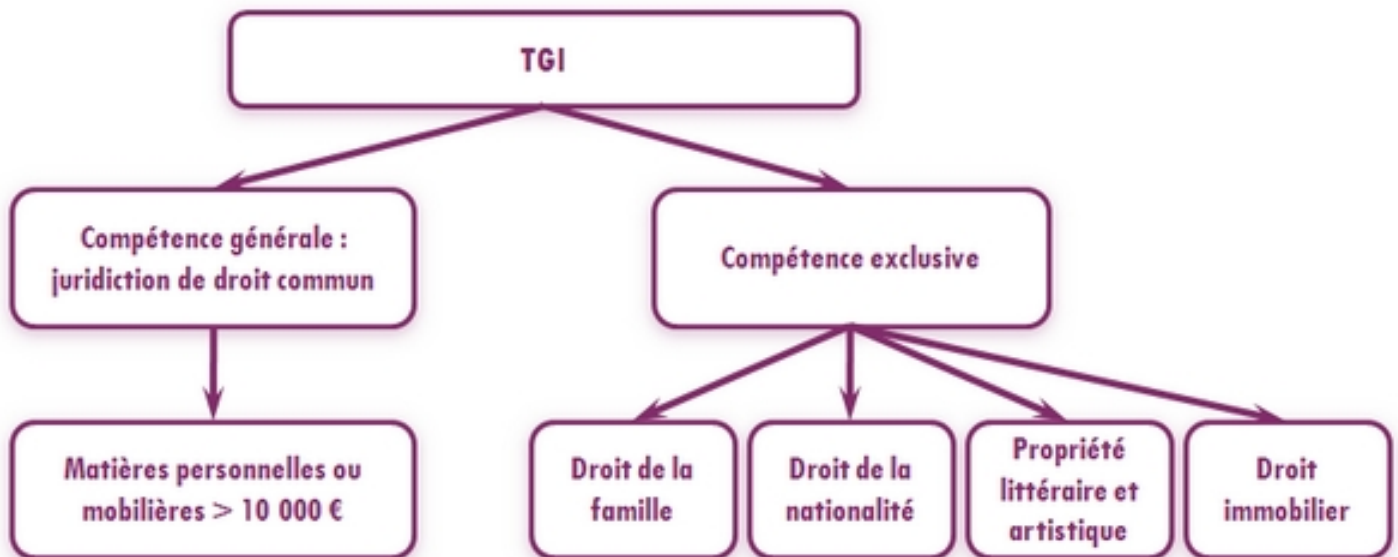 TGI
Compétence générale :
juridiction de droit commun
Compétence exclusive
Matières personnelles ou
mobilières > 10 000 €
Droit de la
famille
Droit de la
nationalité
Propriété
littéraire et
artistique
Droit
immobilier